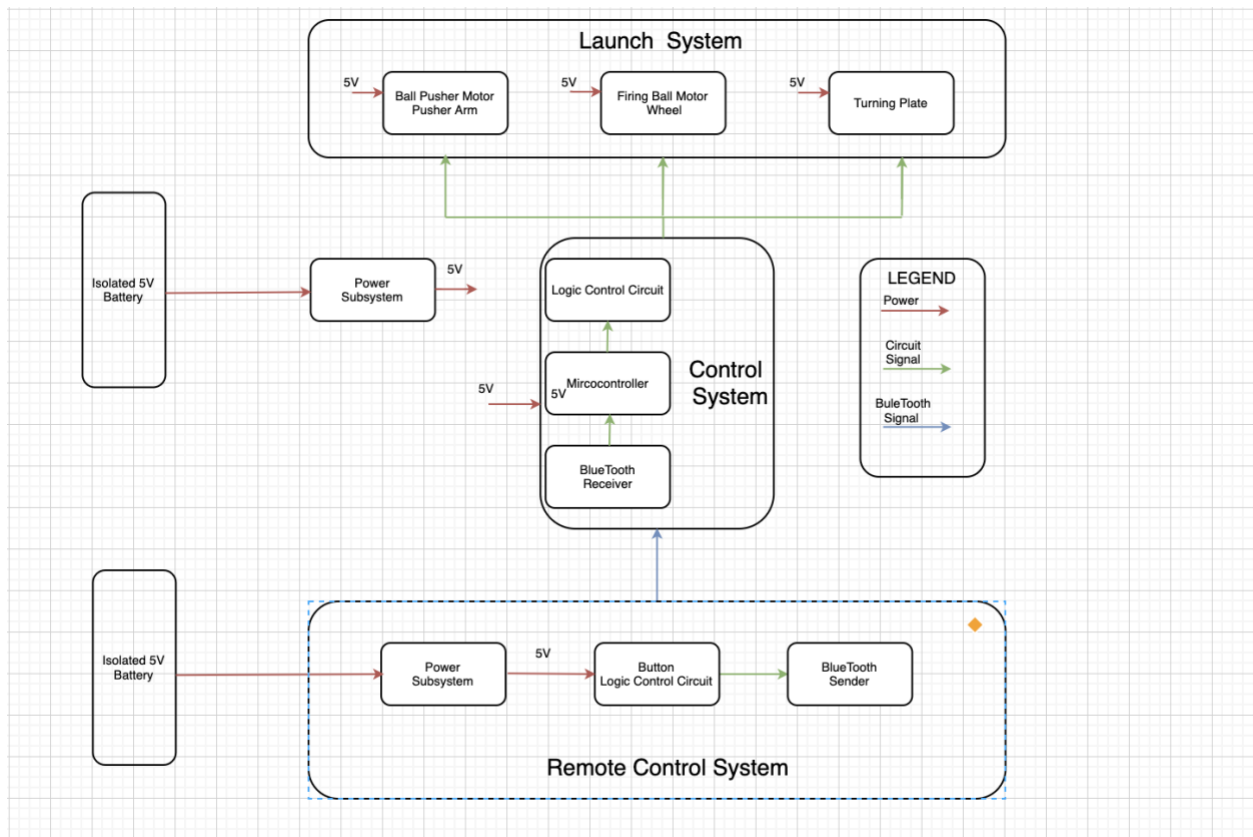 Launch System
5V
Ball Pusher Motor
Pusher Arm
5V
Firing Ball Motor
Wheel
5V
Turning Plate
Isolated 5V
Battery
Power
Subsystem
5V
Logic Control Circuit
5V
Mircocontroller
5V
BlueTooth
Receiver
Control
System
LEGEND
Power
Circuit
Signal
BuleTooth
Signal
Isolated 5V
Battery
Power
Subsystem
5V
Button
Logic Control Circuit
BlueTooth
Sender
Remote Control System